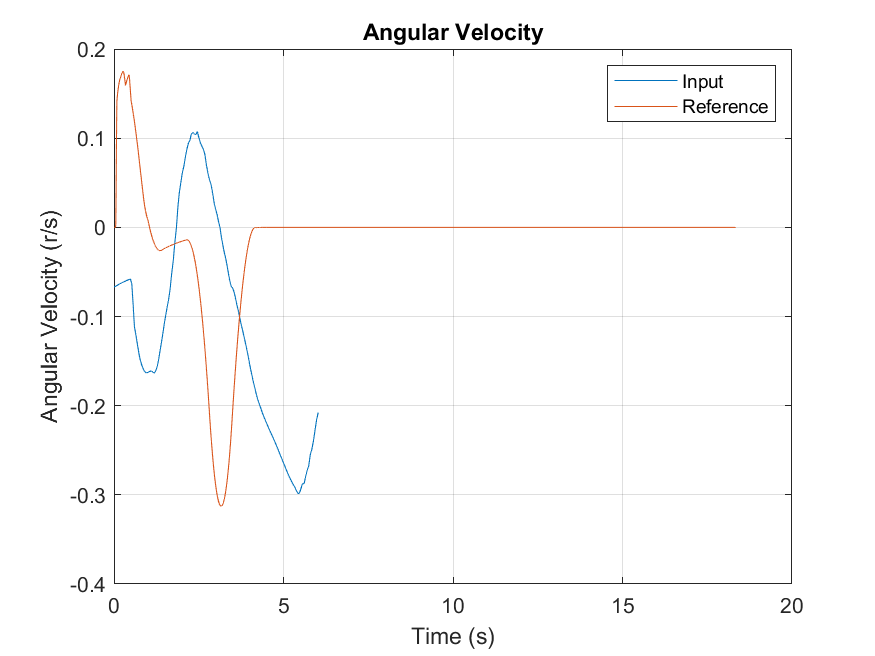 Angular Velocity
0.2
0.1
0
-0.1
-0.2
-0.3
-0.4
Angular Velocity (r/s)
Input
Reference
0 5 10 15 20
Time (s)